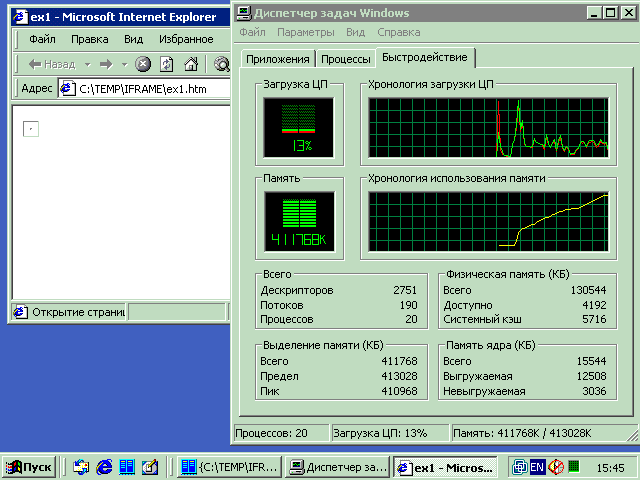 ex1 - Microsoft Internet Explorer
Файл Правка Вид Избранное
Назад
Адрес C:\TEMP\IFRAME\ex1.htm
Открытие страниц
Диспетчер задач Windows
Файл Параметры Вид Справка
Приложения Процессы Быстродействие
Загрузка ЦП Хронология загрузки ЦП
13%
Память Хронология использования памяти
411768K
Всего
Дескрипторов 2751
Потоков 190
Процессов 20
Физическая память (КБ)
Всего 130544
Доступно 4192
Системный кэш 5716
Выделение памяти (КБ)
Всего 411768
Предел 413028
Пик 410968
Память ядра (КБ)
Всего 15544
Выгружаемая 12508
Невыгружаемая 3036
Процессов: 20 Загрузка ЦП: 13% Память: 411768K / 413028K
Пуск {C:\TEMP\IFR... Диспетчер за... ex1 - Micros... EN 15:45